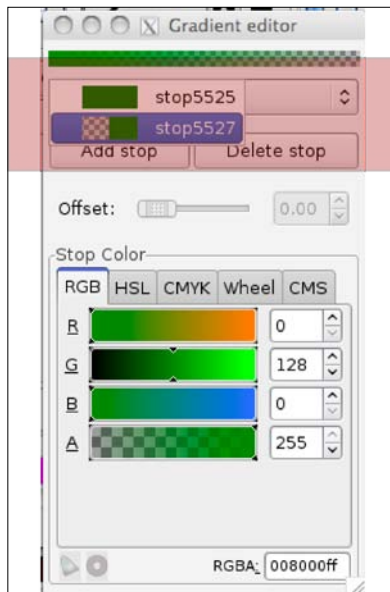 Gradient editor
stop5525
stop5527
Add stop Delete stop
Offset: 0.00
Stop Color
RGB HSL CMYK Wheel CMS
R 0
G 128
B 0
A 255
RGBA: 008000ff